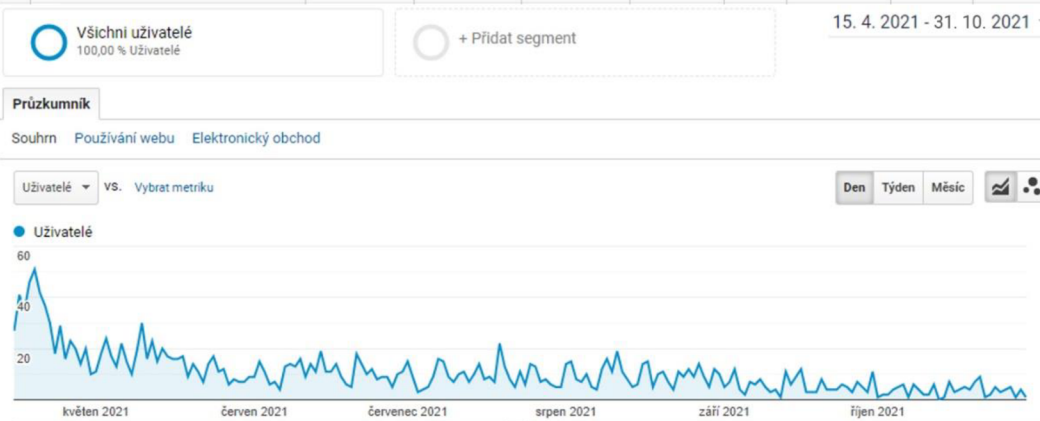 Všichni uživatelé
100,00 % Uživatelé
+ Přidat segment
15. 4. 2021 - 31. 10. 2021
Průzkumník
Souhrn Používání webu Elektronický obchod
Uživatelé VS. Vybrat metriku
Den Týden Měsíc
Uživatelé
60
40
20
květen 2021 červen 2021 červenec 2021 srpen 2021 září 2021 říjen 2021